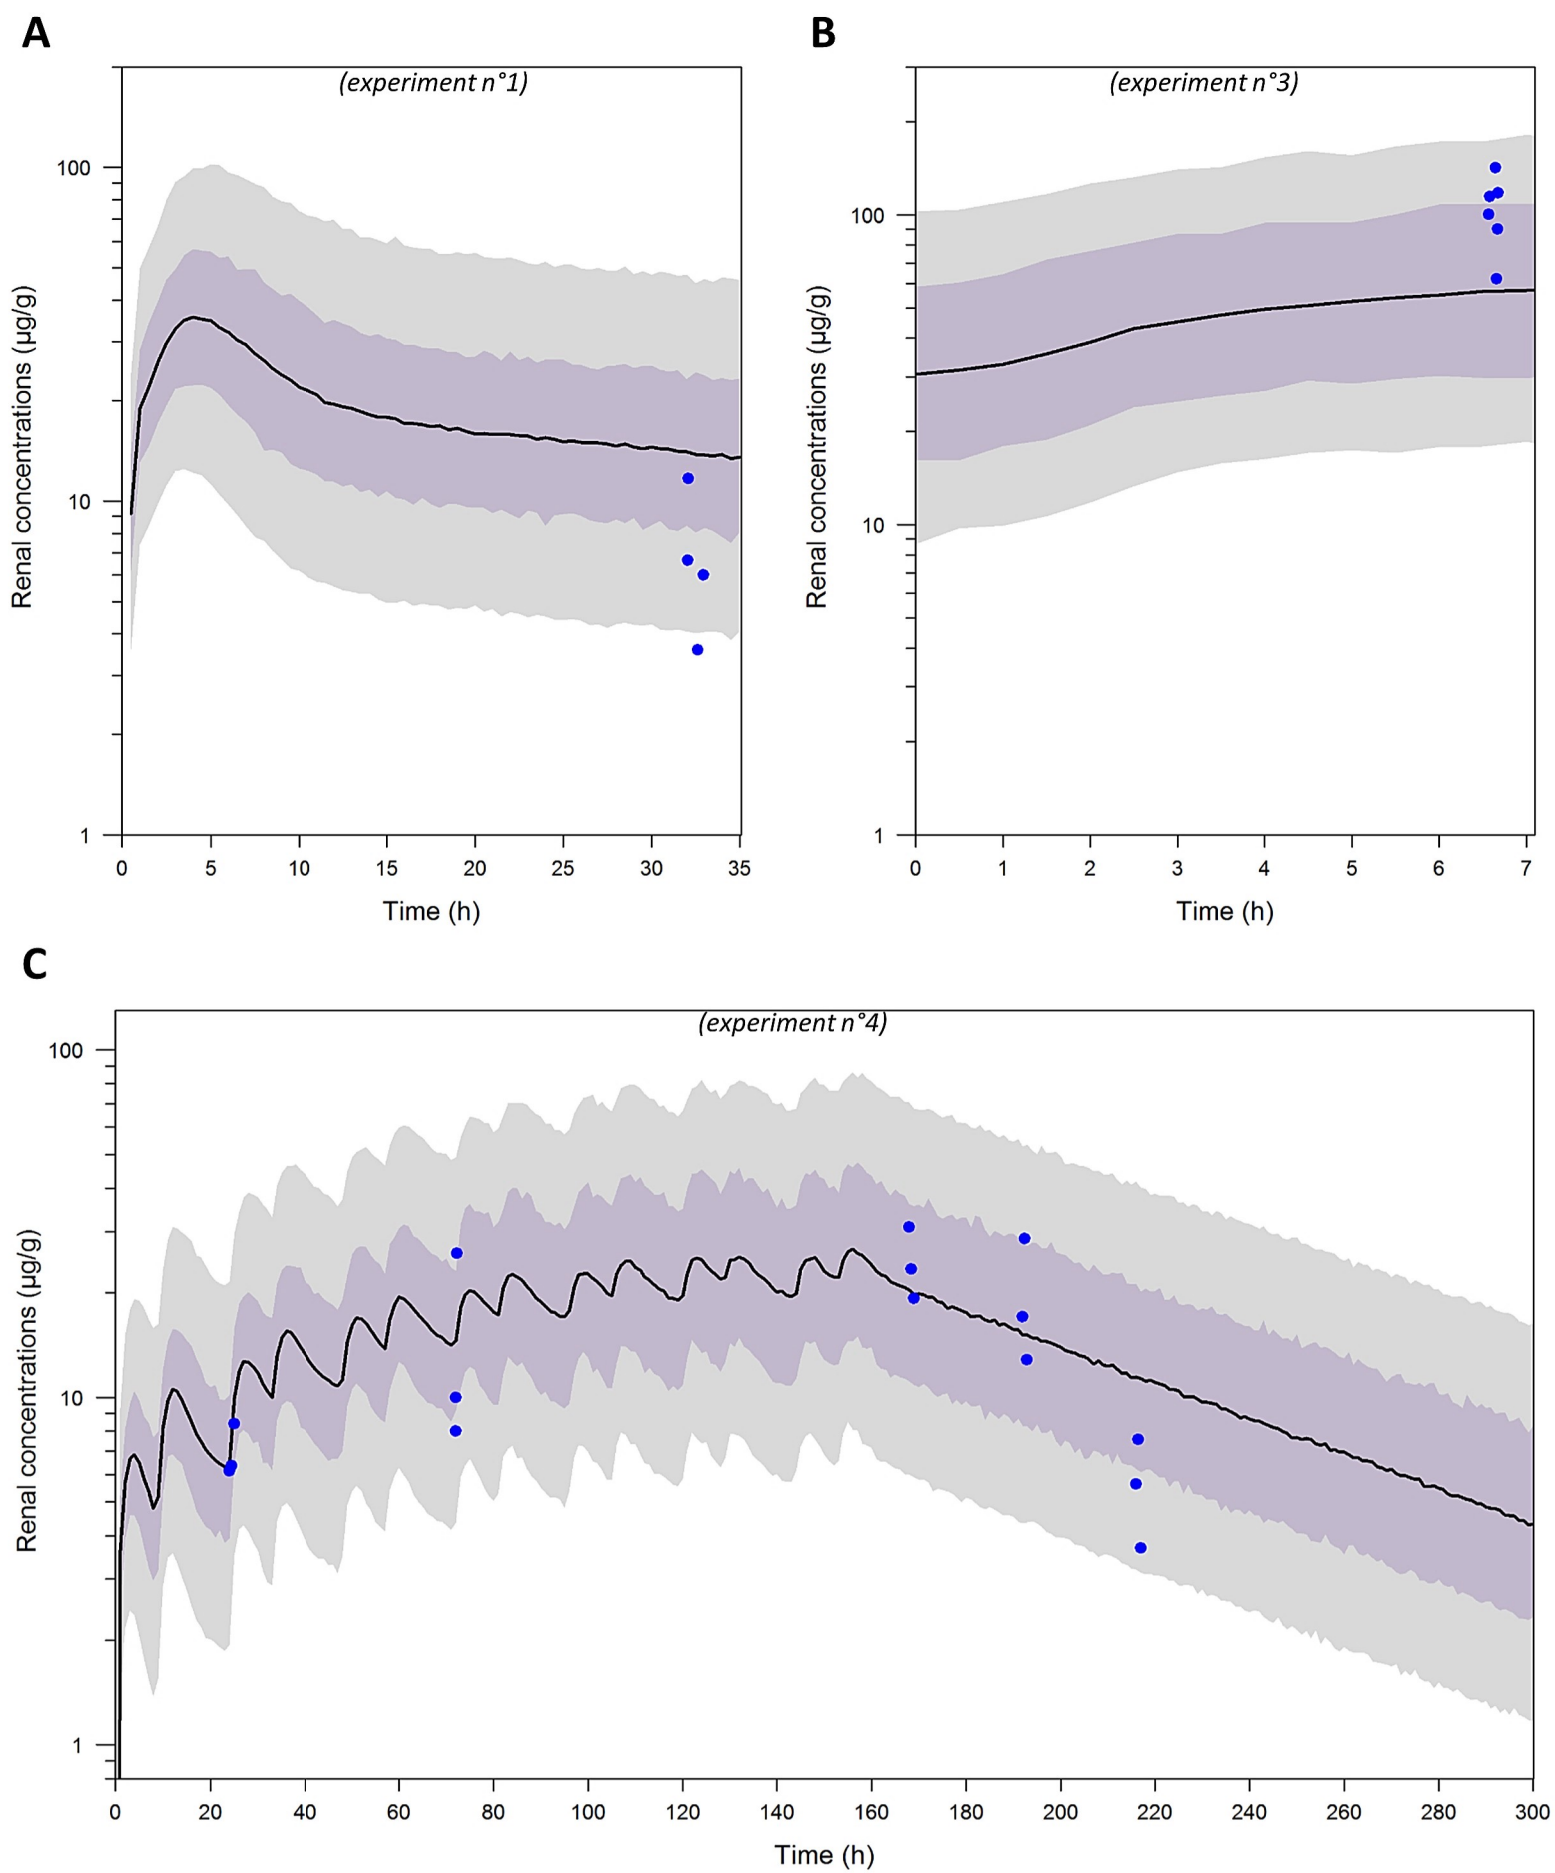 A
(experiment n°1)
Renal concentrations (µg/g)
100
10
1
0 5 10 15 20 25 30 35
Time (h)
B
(experiment n°3)
Renal concentrations (µg/g)
100
10
1
0 1 2 3 4 5 6 7
Time (h)
C
(experiment n°4)
Renal concentrations (µg/g)
100
10
1
0 20 40 60 80 100 120 140 160 180 200 220 240 260 280 300
Time (h)